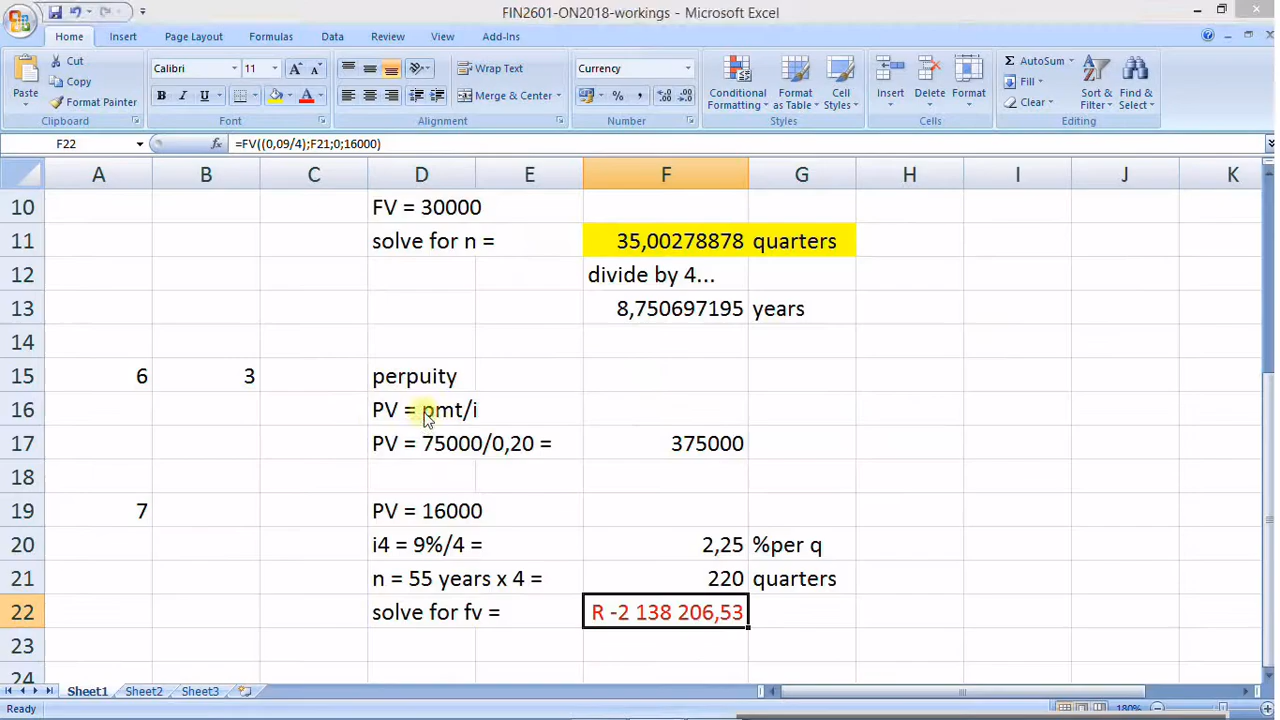 FIN2601-ON2018-workings - Microsoft Excel
Home Insert Page Layout Formulas Data Review View Add-Ins
Paste
Cut
Copy
Format Painter
Clipboard
Calibri 11
B I U
Font
Wrap Text
Merge & Center
Alignment
Currency
% ,
Number
Conditional Formatting
Format as Table
Cell Styles
Styles
Insert Delete Format
Cells
AutoSum
Fill
Clear
Sort & Filter
Find & Select
Editing
F22 fx =FV((0,09/4);F21;0;16000)
A B C D E F G H I J K
10 FV = 30000
11 solve for n = 35,00278878 quarters
12 divide by 4...
13 8,750697195 years
14
15 6 3 perpuity
16 PV = pmt/i
17 PV = 75000/0,20 = 375000
18
19 7 PV = 16000
20 i4 = 9%/4 = 2,25 %per q
21 n = 55 years x 4 = 220 quarters
22 solve for fv = R -2 138 206,53
23
24
Sheet1 Sheet2 Sheet3
Ready 180%